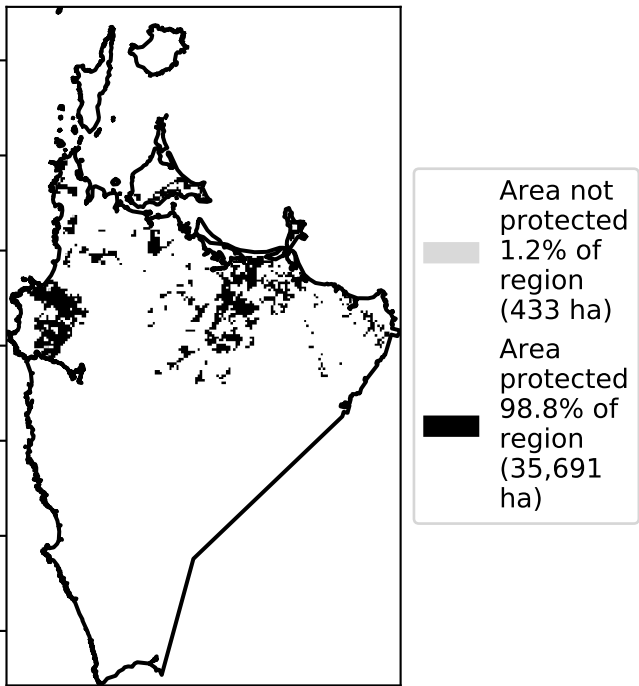 Area not
protected
1.2% of
region
(433 ha)
Area
protected
98.8% of
region
(35,691
ha)